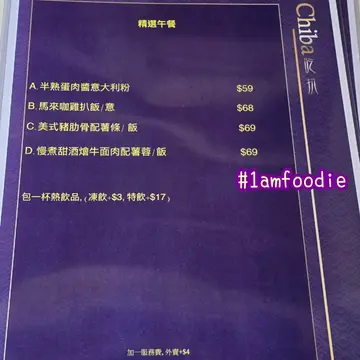 精選午餐
A. 半熟蛋肉醬意大利粉 $59
B. 馬來咖雞扒飯/意 $68
C. 美式豬肋骨配薯條/ 飯 $69
D. 慢煮甜酒燴牛面肉配薯蓉/ 飯 $69
包一杯熱飲品, (凍飲+$3, 特飲+$17)
加一服務費, 外賣+$4
Chiba
#1amfoodie